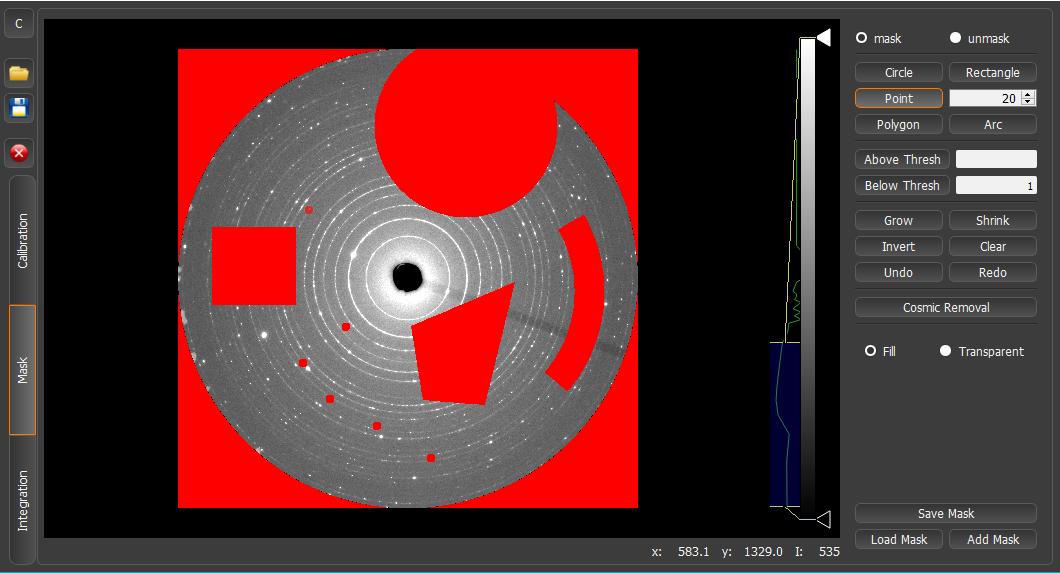 C
Calibration
Mask
Integration
mask unmask
Circle Rectangle
Point 20
Polygon Arc
Above Thresh
Below Thresh 1
Grow Shrink
Invert Clear
Undo Redo
Cosmic Removal
Fill Transparent
Save Mask
Load Mask Add Mask
x: 583.1 y: 1329.0 I: 535